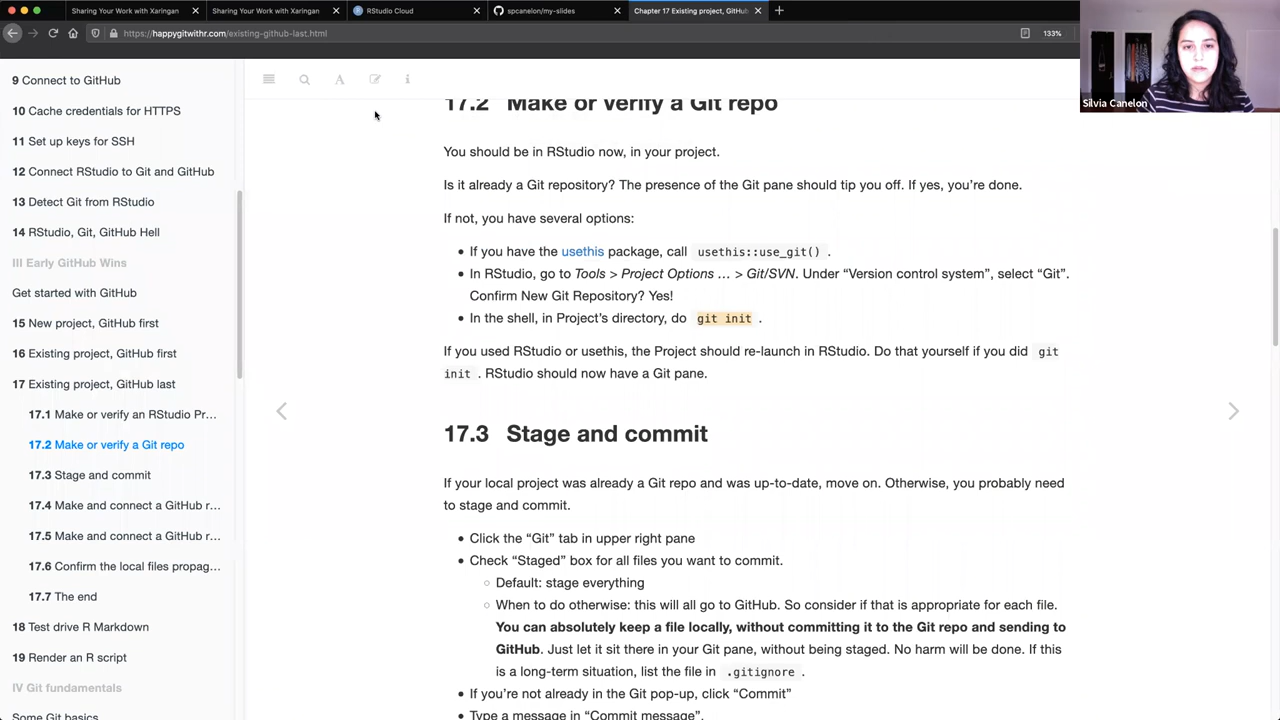 Sharing Your Work with Xaringan
Sharing Your Work with Xaringan
RStudio Cloud
spcanelon/my-slides
Chapter 17 Existing project, GitHub
https://happygitwithr.com/existing-github-last.html
133%
Silvia Canelon
9 Connect to GitHub
10 Cache credentials for HTTPS
11 Set up keys for SSH
12 Connect RStudio to Git and GitHub
13 Detect Git from RStudio
14 RStudio, Git, GitHub Hell
III Early GitHub Wins
Get started with GitHub
15 New project, GitHub first
16 Existing project, GitHub first
17 Existing project, GitHub last
17.1 Make or verify an RStudio Pr…
17.2 Make or verify a Git repo
17.3 Stage and commit
17.4 Make and connect a GitHub r…
17.5 Make and connect a GitHub r…
17.6 Confirm the local files propag…
17.7 The end
18 Test drive R Markdown
19 Render an R script
IV Git fundamentals
Some Git basics
17.2 Make or verify a Git repo
You should be in RStudio now, in your project.
Is it already a Git repository? The presence of the Git pane should tip you off. If yes, you’re done.
If not, you have several options:
• If you have the usethis package, call usethis::use_git() .
• In RStudio, go to Tools > Project Options … > Git/SVN. Under “Version control system”, select “Git”.
Confirm New Git Repository? Yes!
• In the shell, in Project’s directory, do git init .
If you used RStudio or usethis, the Project should re-launch in RStudio. Do that yourself if you did git
init . RStudio should now have a Git pane.
17.3 Stage and commit
If your local project was already a Git repo and was up-to-date, move on. Otherwise, you probably need
to stage and commit.
• Click the “Git” tab in upper right pane
• Check “Staged” box for all files you want to commit.
○ Default: stage everything
○ When to do otherwise: this will all go to GitHub. So consider if that is appropriate for each file.
You can absolutely keep a file locally, without committing it to the Git repo and sending to
GitHub. Just let it sit there in your Git pane, without being staged. No harm will be done. If this
is a long-term situation, list the file in .gitignore .
• If you’re not already in the Git pop-up, click “Commit”
• Type a message in “Commit message”.